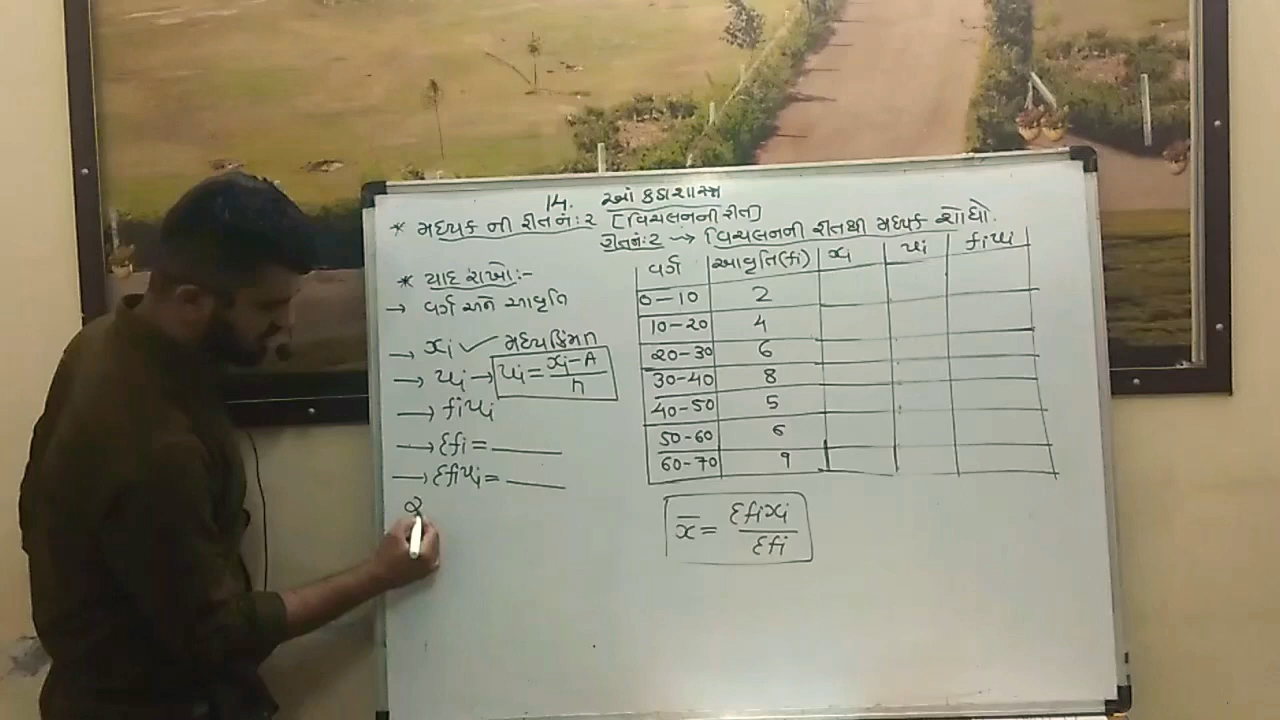 14. આંકડાશાસ્ત્ર
* મધ્યક ની રીત નં:૨ [વિચલનની રીત]
રીતનં:૨ → વિચલનની રીતથી મધ્યક શોધો.
* યાદ રાખો:-
→ વર્ગ અને આવૃતિ
→ xi ✓ મધ્યકિંમત
→ ui → ui = xi-A / h
→ fiui
→ Σfi = ____
→ Σfiui = ____
૨
વર્ગ આવૃતિ(fi) xi ui fiui
0-10 2
10-20 4
20-30 6
30-40 8
40-50 5
50-60 6
60-70 9
x̄ = Σfixi / Σfi